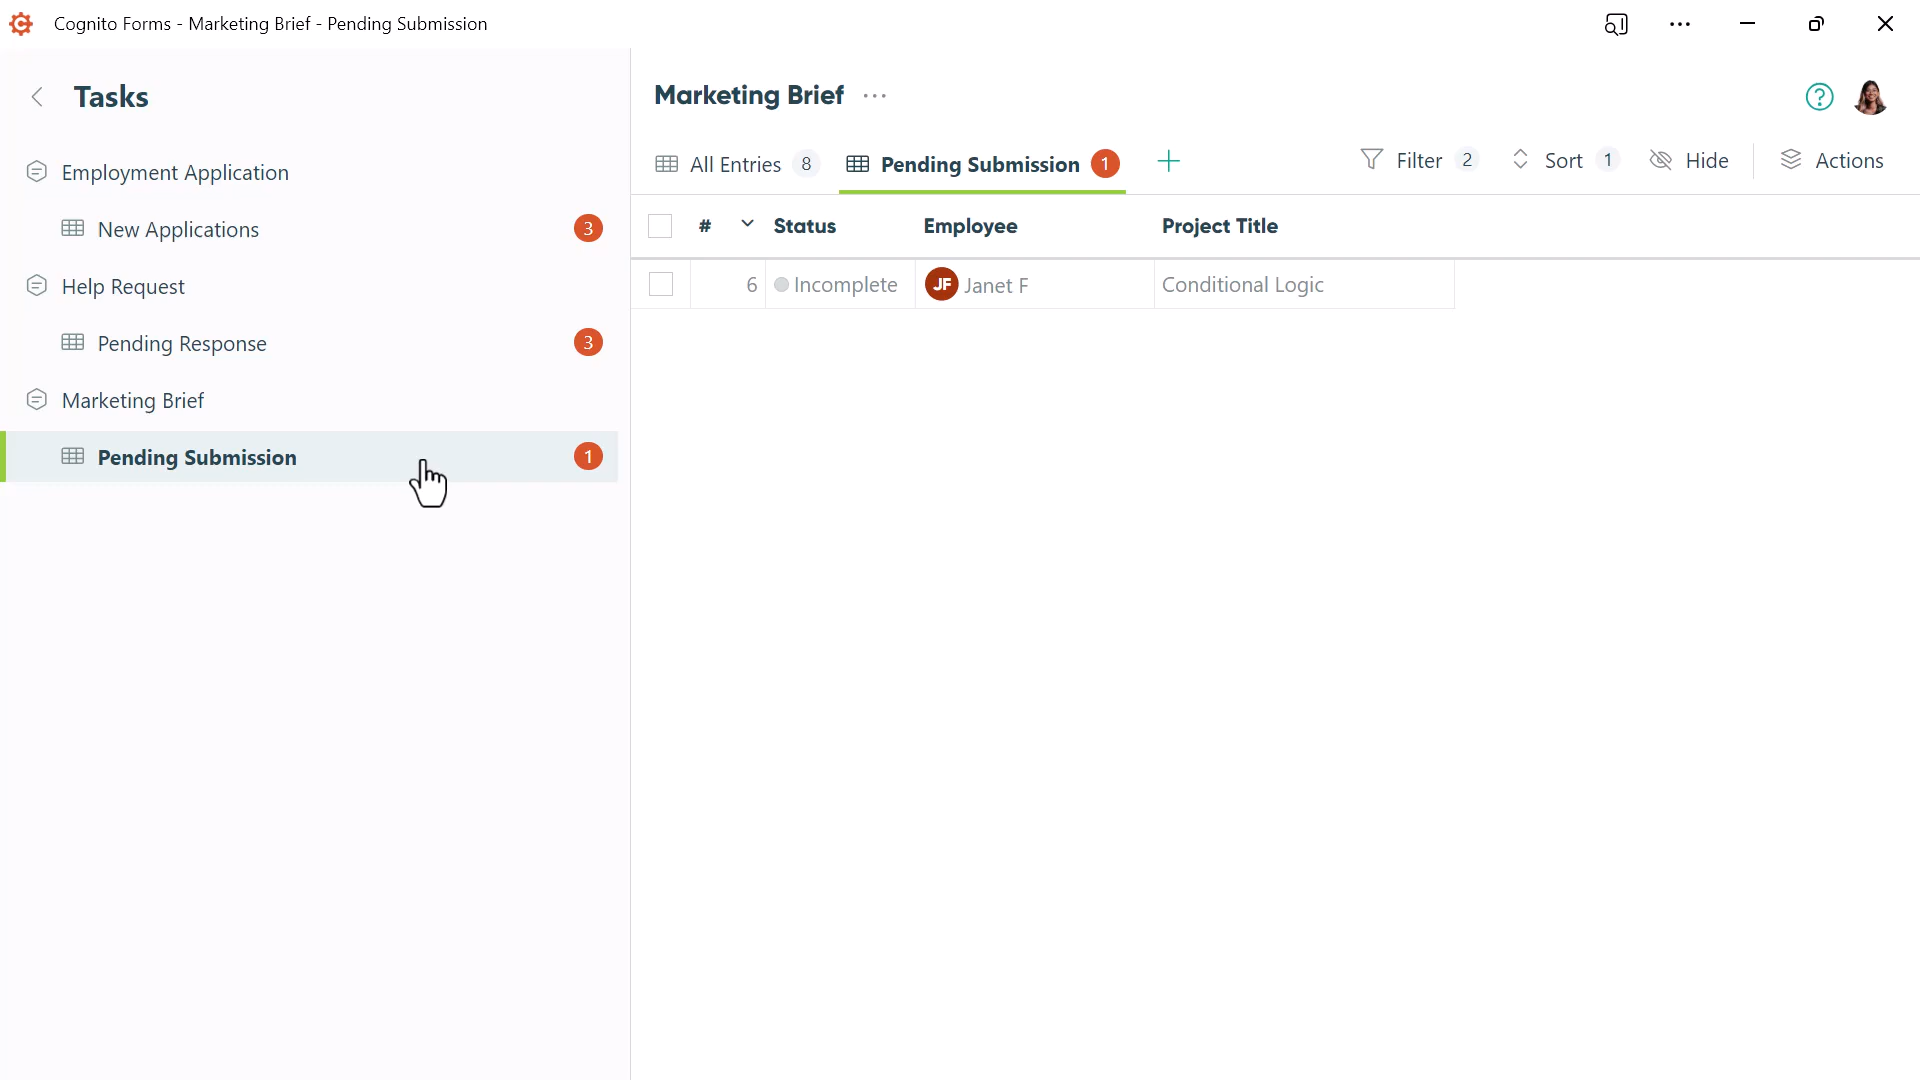 Cognito Forms - Marketing Brief - Pending Submission
Tasks
Employment Application
New Applications 3
Help Request
Pending Response 3
Marketing Brief
Pending Submission 1
Marketing Brief
All Entries 8 Pending Submission 1 Filter 2 Sort 1 Hide Actions
# Status Employee Project Title
6 Incomplete JF Janet F Conditional Logic